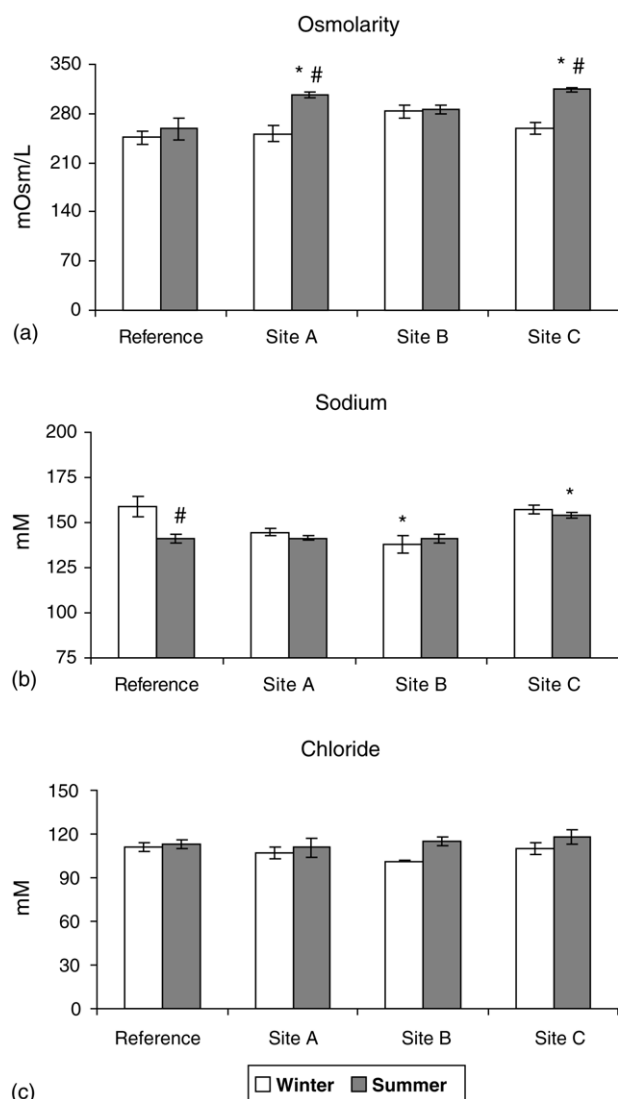 Osmolarity
350
280
210
140
70
0
mOsm/L
* #
* #
(a)
Reference Site A Site B Site C
Sodium
200
175
150
125
100
75
mM
#
*
*
(b)
Reference Site A Site B Site C
Chloride
150
120
90
60
30
0
mM
Reference Site A Site B Site C
(c)
Winter Summer